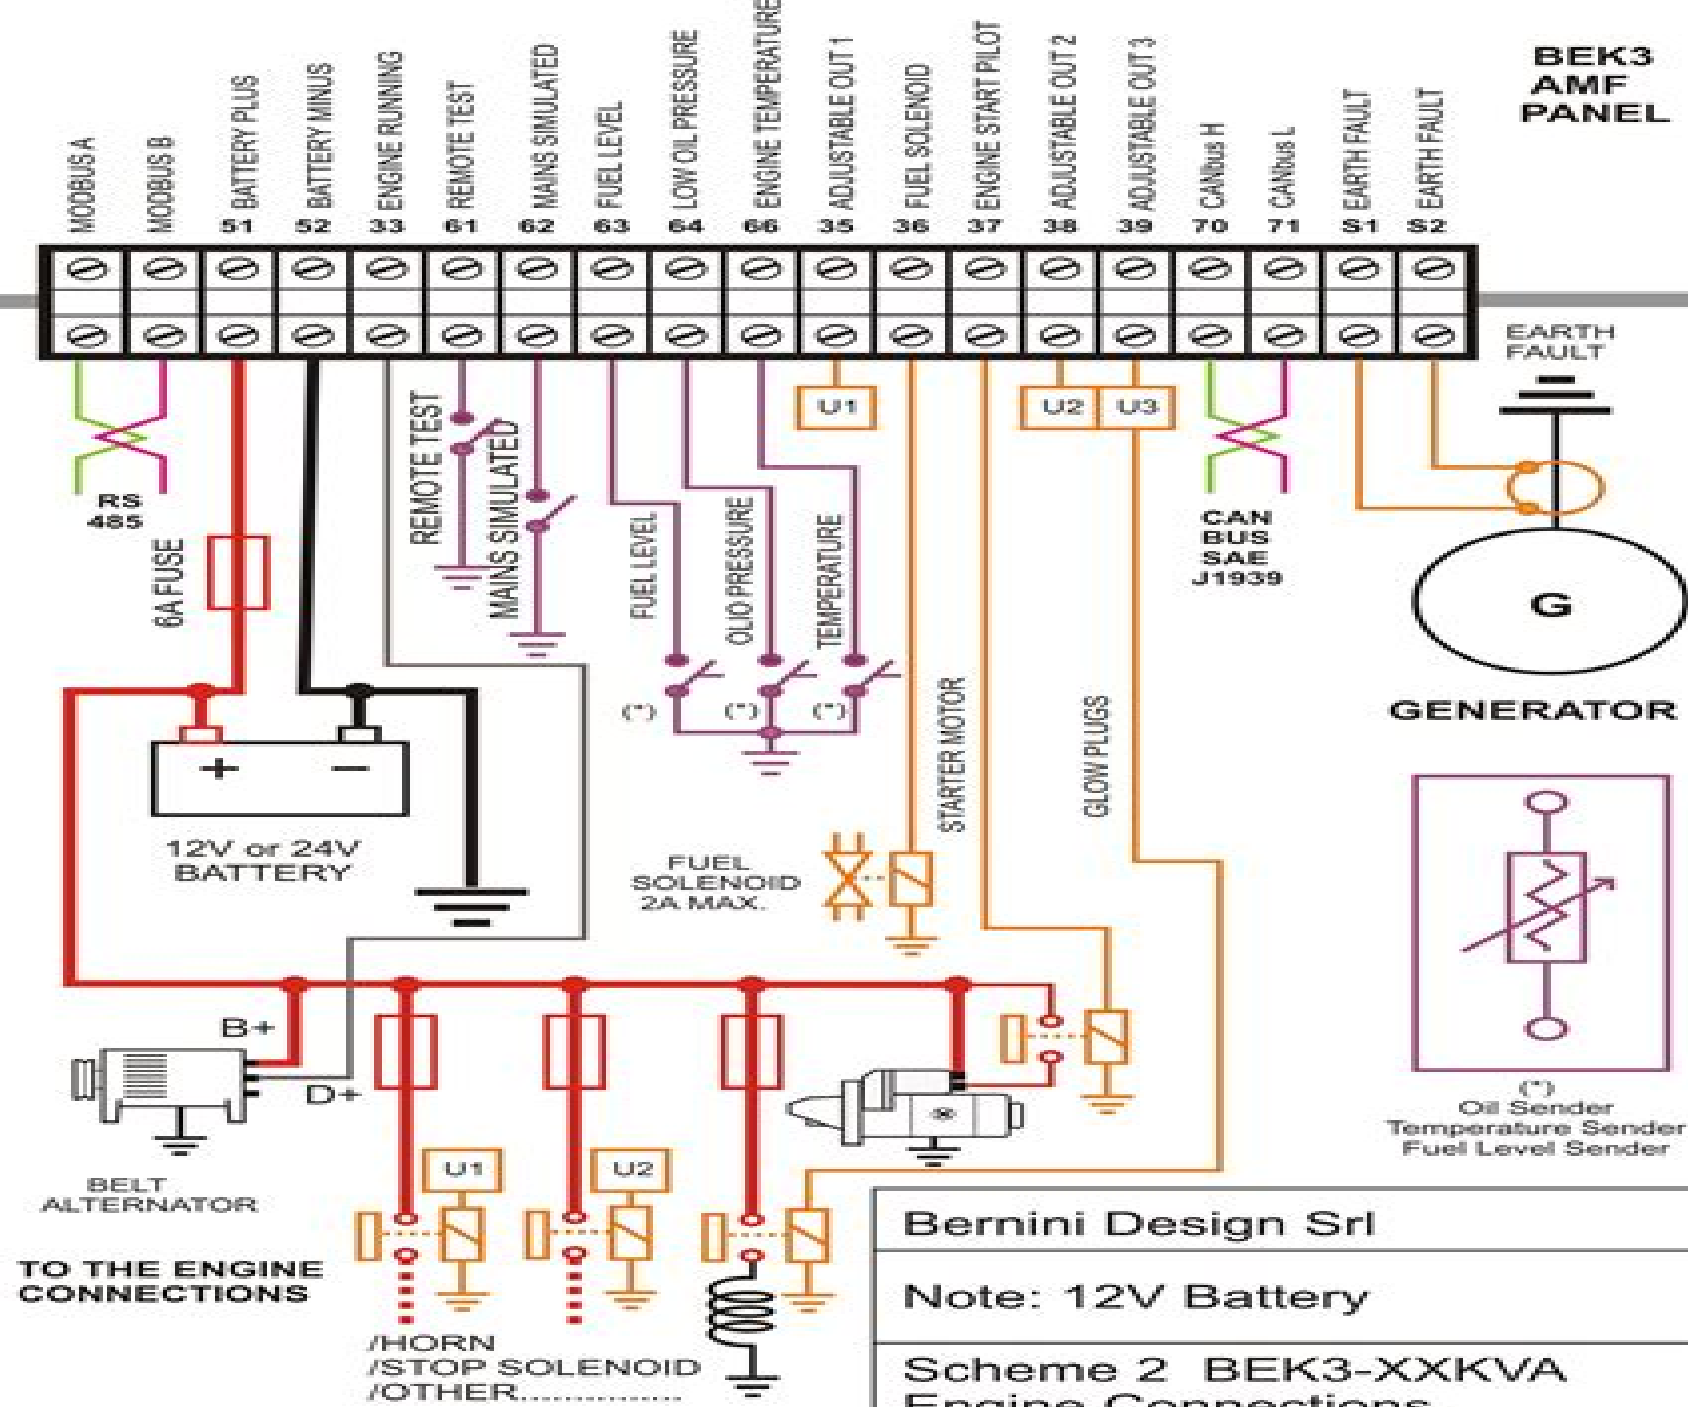 MODBUS A
MODBUS B
BATTERY PLUS
BATTERY MINUS
ENGINE RUNNING
REMOTE TEST
MAINS SIMULATED
FUEL LEVEL
LOW OIL PRESSURE
ENGINE TEMPERATURE
ADJUSTABLE OUT 1
FUEL SOLENOID
ENGINE START PILOT
ADJUSTABLE OUT 2
ADJUSTABLE OUT 3
CANbus H
CANbus L
EARTH FAULT
EARTH FAULT
BEK3
AMF
PANEL
51 52 33 61 62 63 64 66 35 36 37 38 39 70 71 S1 S2
EARTH
FAULT
U1
U2
U3
RS
485
6A FUSE
REMOTE TEST
MAINS SIMULATED
FUEL LEVEL
OLIO PRESSURE
TEMPERATURE
CAN
BUS
SAE
J1939
G
GENERATOR
(*)
(*)
(*)
STARTER MOTOR
GLOW PLUGS
+ −
12V or 24V
BATTERY
FUEL
SOLENOID
2A MAX.
B+
D+
BELT
ALTERNATOR
U1
U2
(*)
Oil Sender
Temperature Sender
Fuel Level Sender
TO THE ENGINE
CONNECTIONS
/HORN
/STOP SOLENOID
/OTHER................
Bernini Design Srl
Note: 12V Battery
Scheme 2 BEK3-XXKVA
Engine Connections